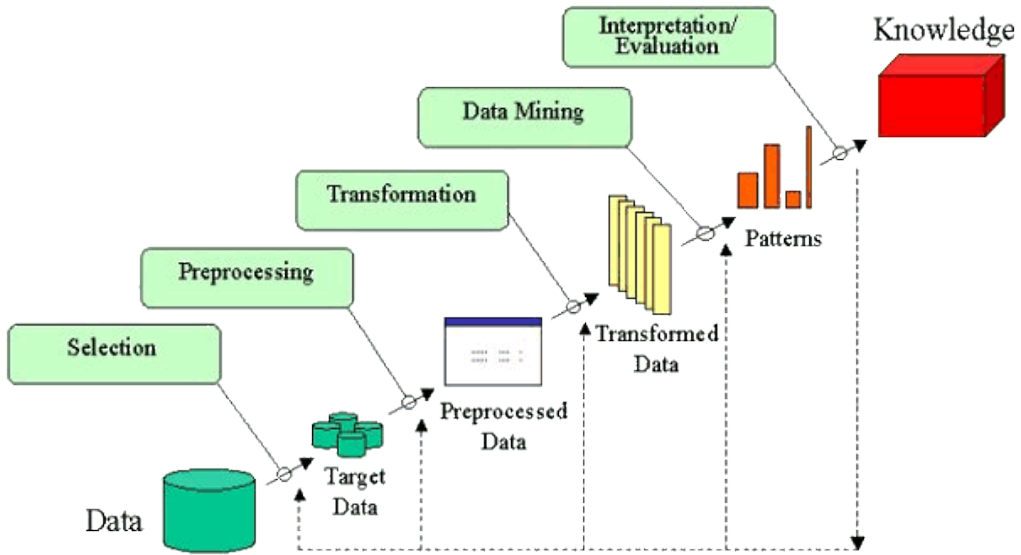 Interpretation/
Evaluation
Knowledge
Data Mining
Transformation
Patterns
Preprocessing
Transformed
Data
Selection
Preprocessed
Data
Target
Data
Data